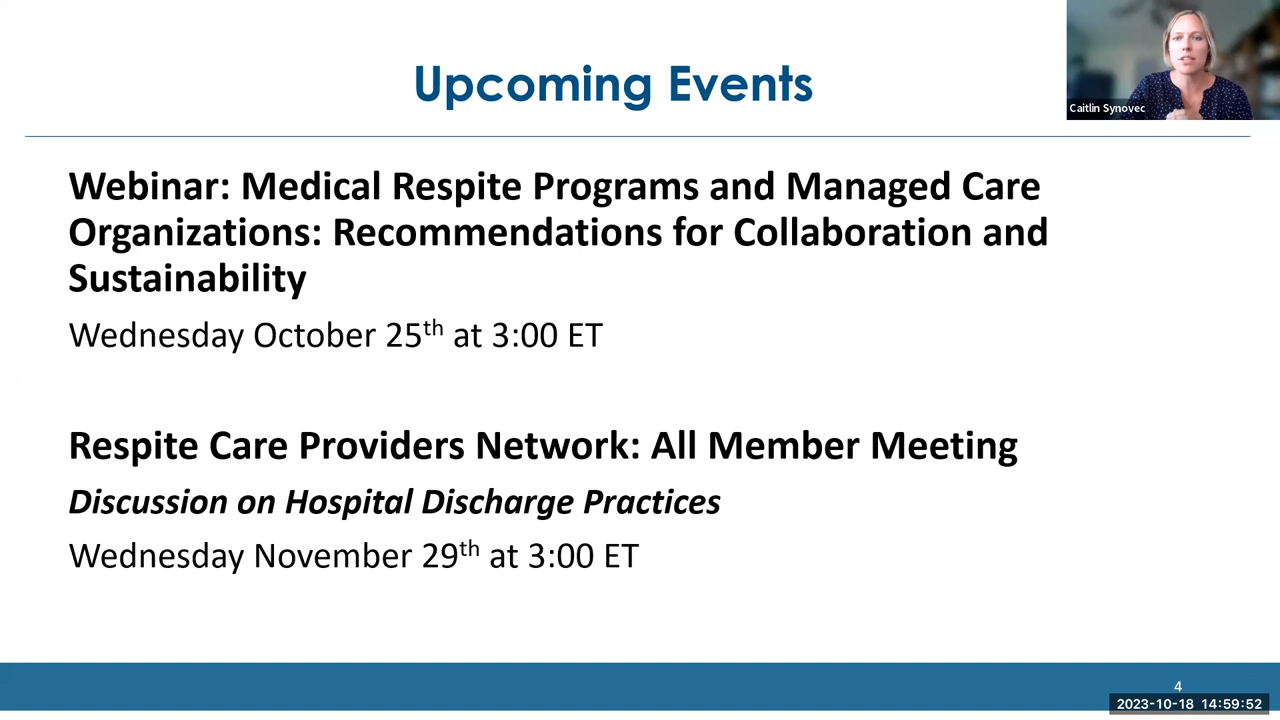 Upcoming Events
Caitlin Synovec
Webinar: Medical Respite Programs and Managed Care
Organizations: Recommendations for Collaboration and
Sustainability
Wednesday October 25th at 3:00 ET
Respite Care Providers Network: All Member Meeting
Discussion on Hospital Discharge Practices
Wednesday November 29th at 3:00 ET
4
2023-10-18 14:59:52